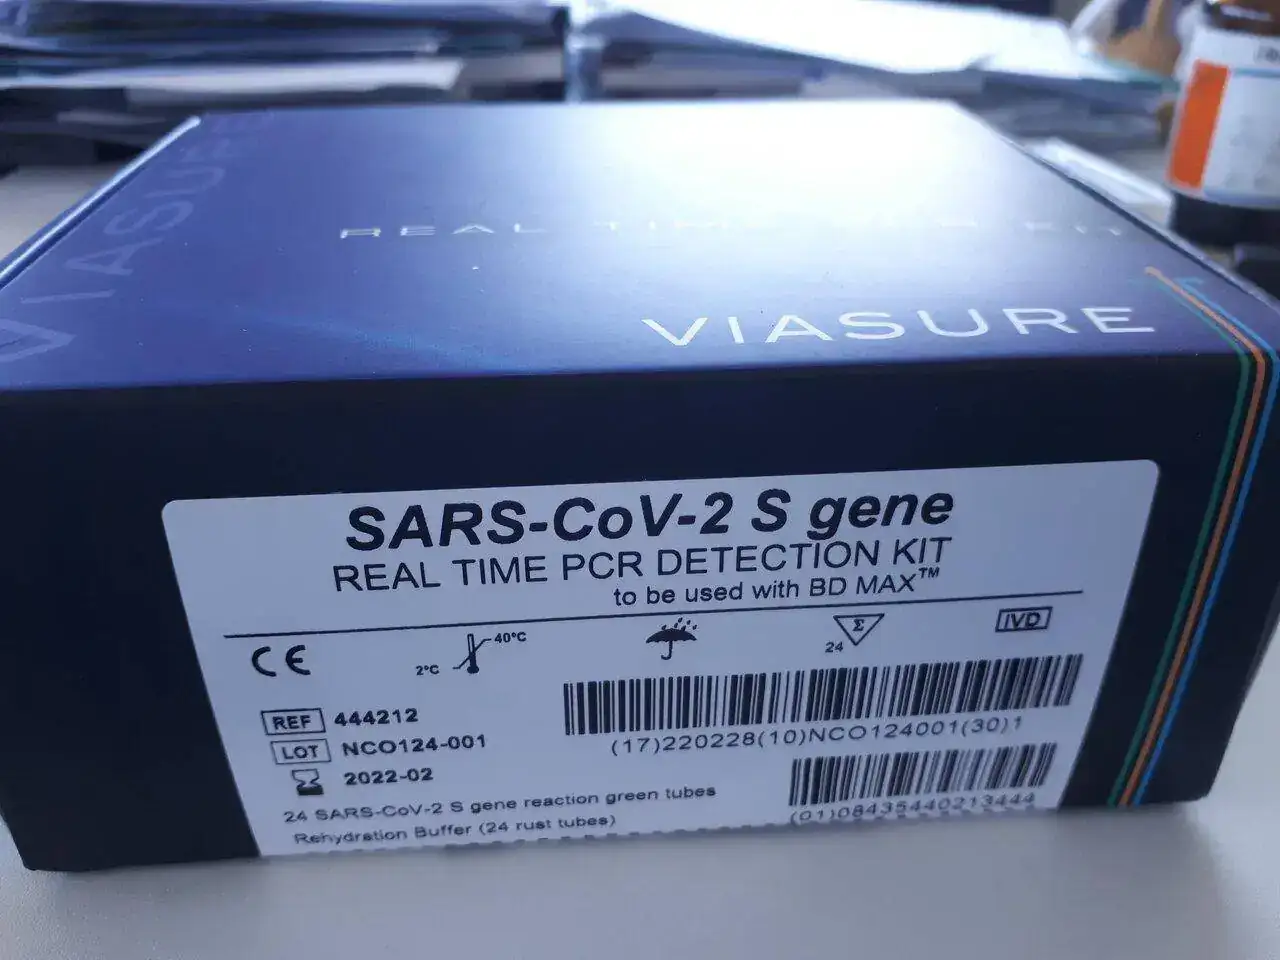 VIASURE
REAL TIME PCR KIT
VIASURE
SARS-CoV-2 S gene
REAL TIME PCR DETECTION KIT
to be used with BD MAX™
CE
2°C
40°C
Σ
24
IVD
REF 444212
LOT NCO124-001
2022-02
(17)220228(10)NCO124001(30)1
24 SARS-CoV-2 S gene reaction green tubes
Rehydration Buffer (24 rust tubes)
(01)08435440213444